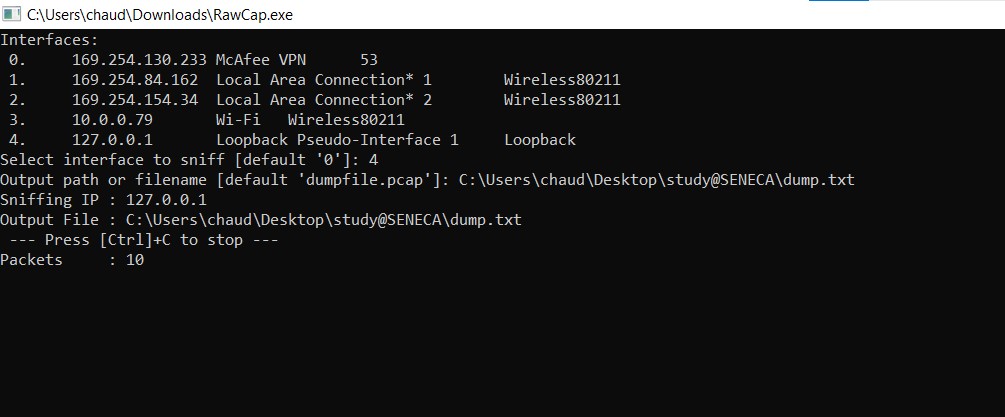 C:\Users\chaud\Downloads\RawCap.exe
Interfaces:
 0.     169.254.130.233 McAfee VPN      53
 1.     169.254.84.162  Local Area Connection* 1        Wireless80211
 2.     169.254.154.34  Local Area Connection* 2        Wireless80211
 3.     10.0.0.79       Wi-Fi   Wireless80211
 4.     127.0.0.1       Loopback Pseudo-Interface 1     Loopback
Select interface to sniff [default '0']: 4
Output path or filename [default 'dumpfile.pcap']: C:\Users\chaud\Desktop\study@SENECA\dump.txt
Sniffing IP : 127.0.0.1
Output File : C:\Users\chaud\Desktop\study@SENECA\dump.txt
 --- Press [Ctrl]+C to stop ---
Packets     : 10